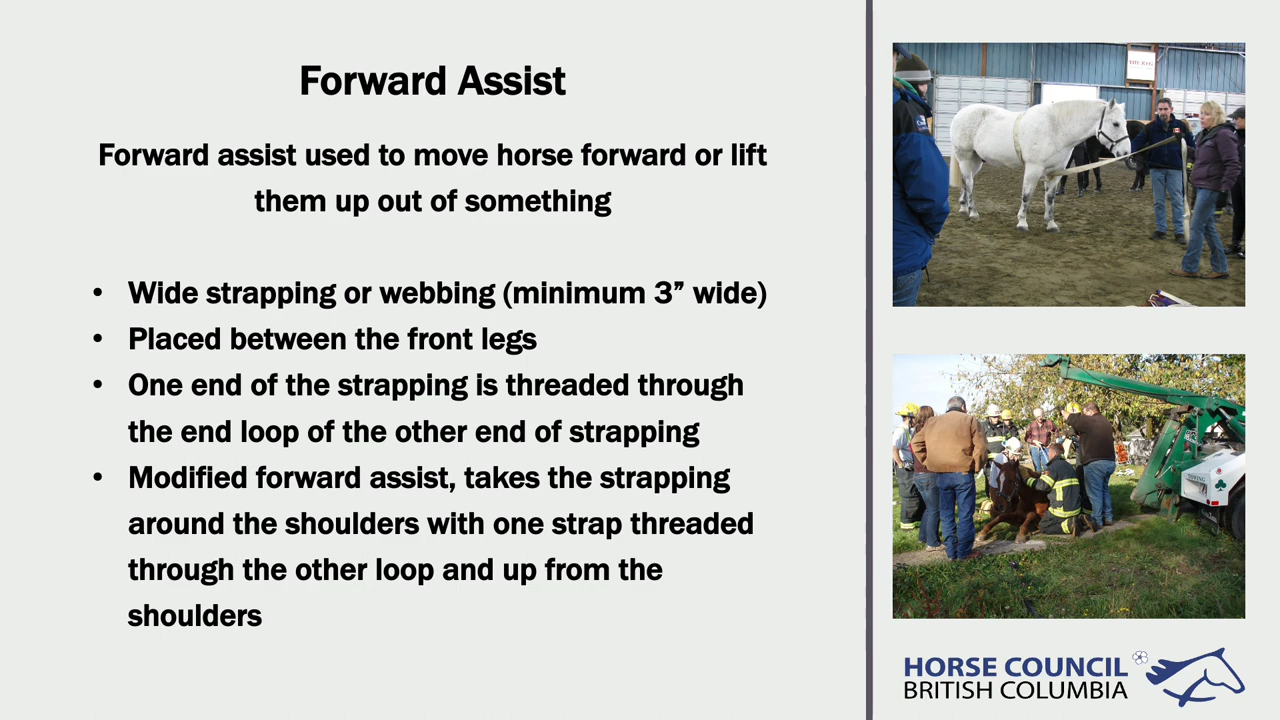 Forward Assist
Forward assist used to move horse forward or lift
them up out of something
• Wide strapping or webbing (minimum 3” wide)
• Placed between the front legs
• One end of the strapping is threaded through
the end loop of the other end of strapping
• Modified forward assist, takes the strapping
around the shoulders with one strap threaded
through the other loop and up from the
shoulders
HORSE COUNCIL
BRITISH COLUMBIA